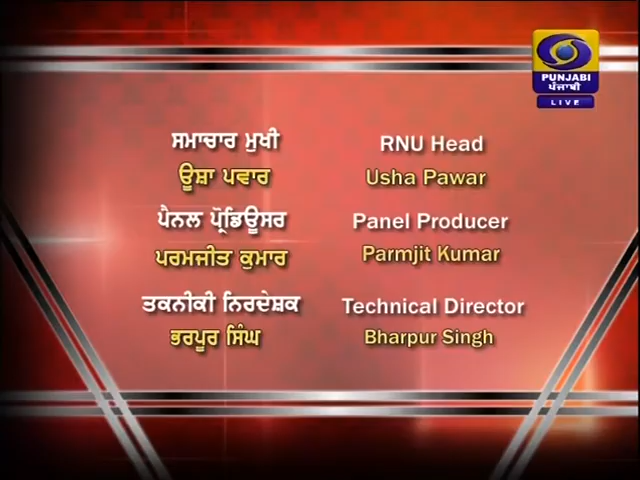 PUNJABI
ਪੰਜਾਬੀ
LIVE
ਸਮਾਚਾਰ ਮੁਖੀ RNU Head
ਊਸ਼ਾ ਪਵਾਰ Usha Pawar
ਪੈਨਲ ਪ੍ਰੋਡਿਊਸਰ Panel Producer
ਪਰਮਜੀਤ ਕੁਮਾਰ Parmjit Kumar
ਤਕਨੀਕੀ ਨਿਰਦੇਸ਼ਕ Technical Director
ਭਰਪੂਰ ਸਿੰਘ Bharpur Singh